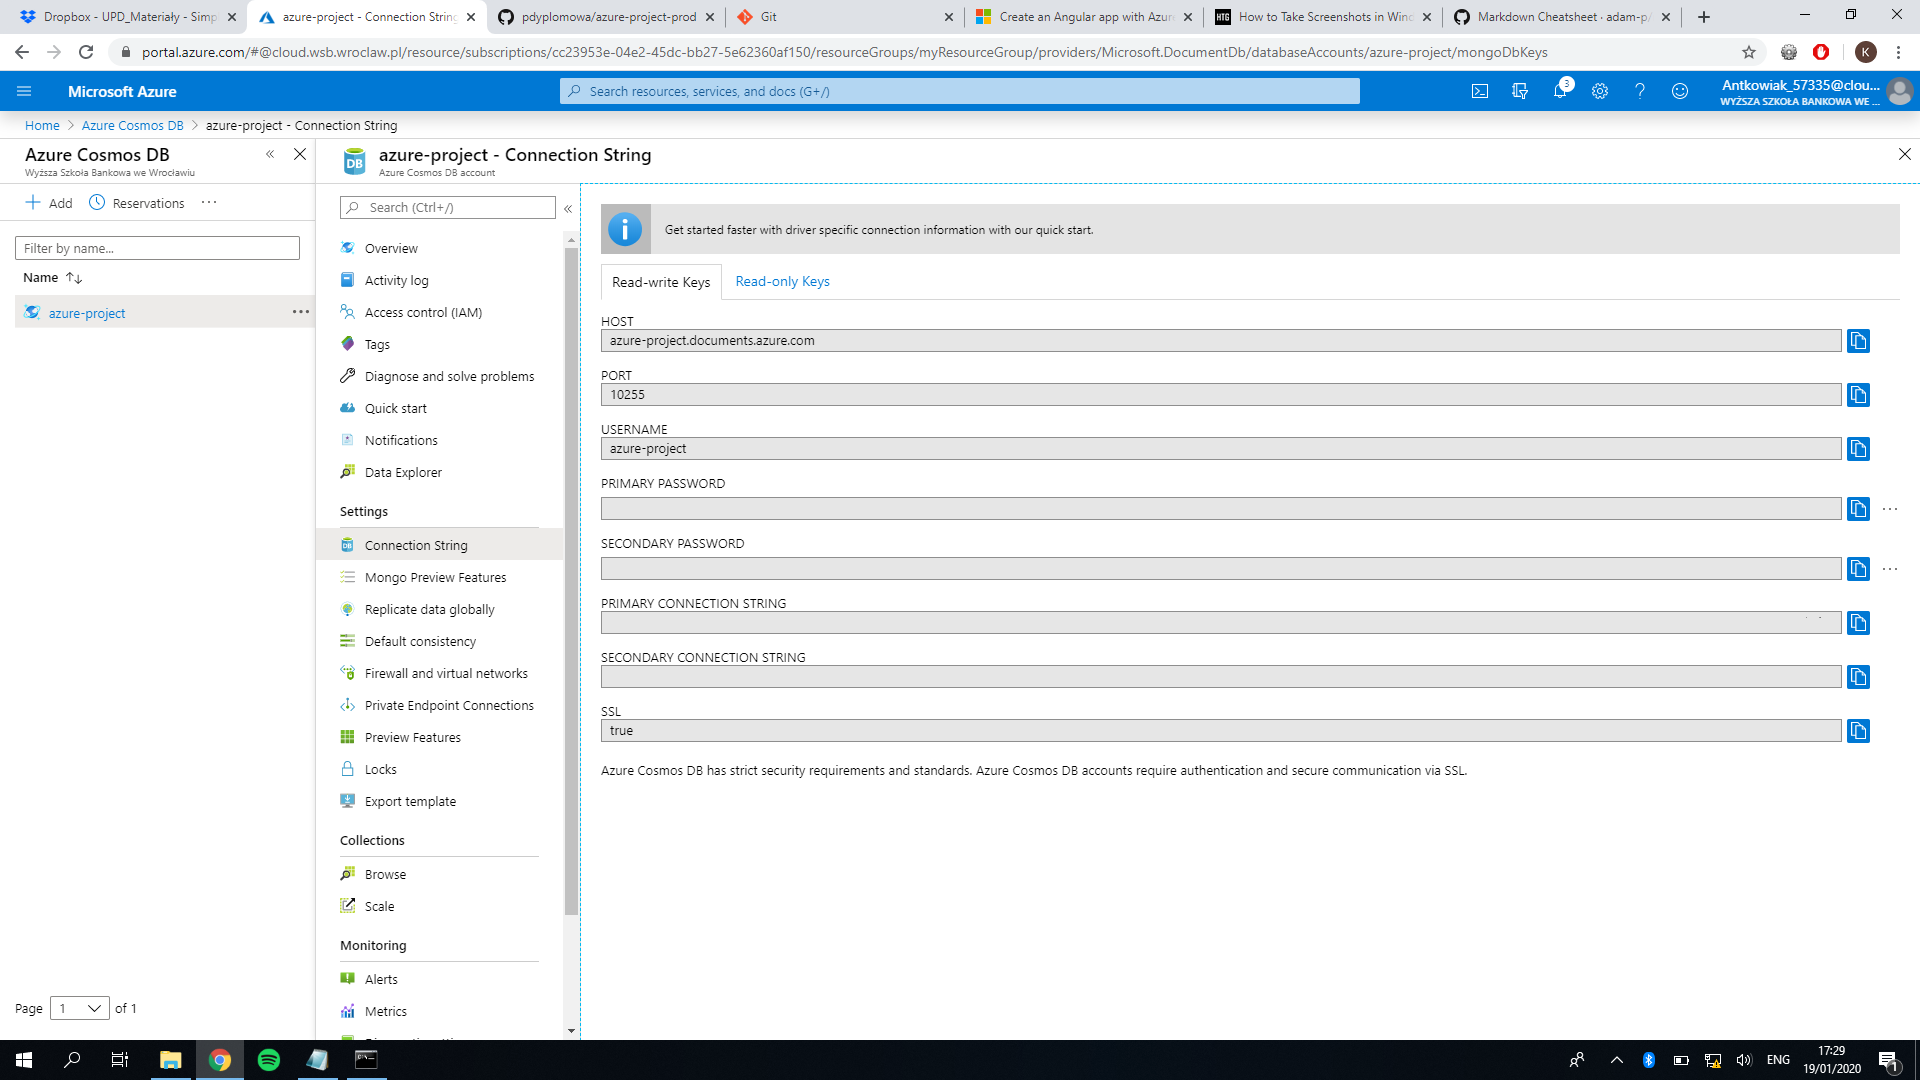 Dropbox - UPD_Materiały - Simpl
azure-project - Connection String
pdyplomowa/azure-project-prod
Git
Create an Angular app with Azure
How to Take Screenshots in Wind
Markdown Cheatsheet · adam-p/
portal.azure.com/#@cloud.wsb.wroclaw.pl/resource/subscriptions/cc23953e-04e2-45dc-bb27-5e62360af150/resourceGroups/myResourceGroup/providers/Microsoft.DocumentDb/databaseAccounts/azure-project/mongoDbKeys
K
Microsoft Azure
Search resources, services, and docs (G+/)
3
Antkowiak_57335@clou...
WYŻSZA SZKOŁA BANKOWA WE ...
Home > Azure Cosmos DB > azure-project - Connection String
Azure Cosmos DB
Wyższa Szkoła Bankowa we Wrocławiu
Add
Reservations
Filter by name...
Name
azure-project
Page 1 of 1
azure-project - Connection String
Azure Cosmos DB account
DB
Search (Ctrl+/)
Overview
Activity log
Access control (IAM)
Tags
Diagnose and solve problems
Quick start
Notifications
Data Explorer
Settings
Connection String
Mongo Preview Features
Replicate data globally
Default consistency
Firewall and virtual networks
Private Endpoint Connections
Preview Features
Locks
Export template
Collections
Browse
Scale
Monitoring
Alerts
Metrics
Get started faster with driver specific connection information with our quick start.
Read-write Keys
Read-only Keys
HOST
azure-project.documents.azure.com
PORT
10255
USERNAME
azure-project
PRIMARY PASSWORD
SECONDARY PASSWORD
PRIMARY CONNECTION STRING
SECONDARY CONNECTION STRING
SSL
true
Azure Cosmos DB has strict security requirements and standards. Azure Cosmos DB accounts require authentication and secure communication via SSL.
ENG
17:29
19/01/2020
1